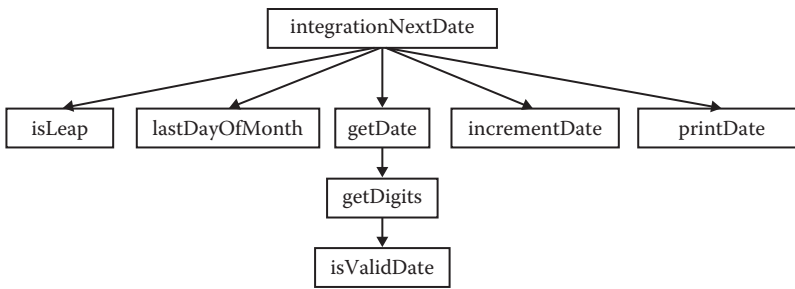 integrationNextDate
isLeap
lastDayOfMonth
getDate
incrementDate
printDate
getDigits
isValidDate